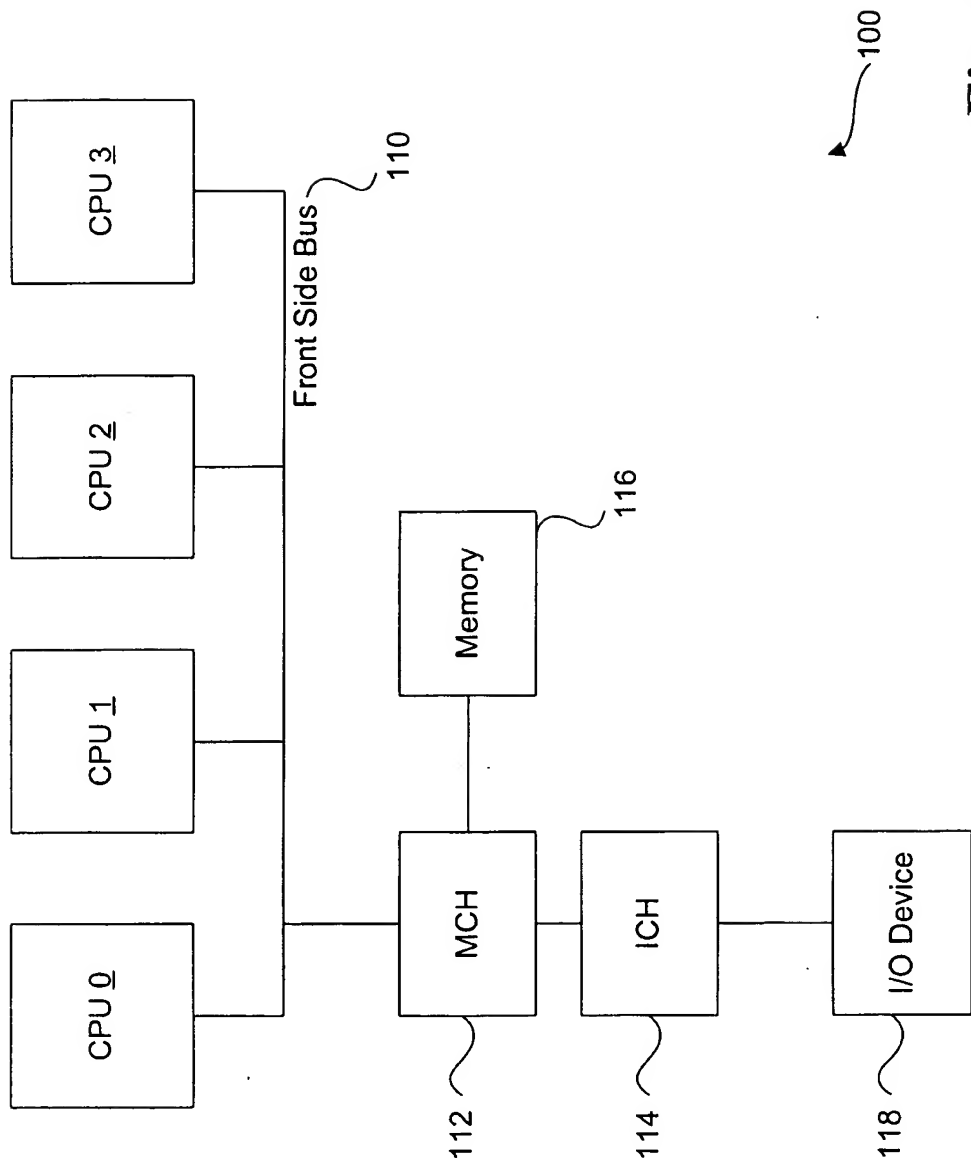 CPU 0
CPU 1
CPU 2
CPU 3
Front Side Bus
110
MCH
112
Memory
116
ICH
114
I/O Device
118
100